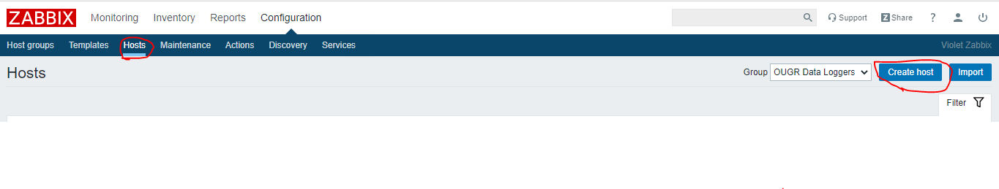 ZABBIX Monitoring Inventory Reports Configuration Support Z Share ?
Host groups Templates Hosts Maintenance Actions Discovery Services Violet Zabbix
Hosts Group OUGR Data Loggers Create host Import
Filter